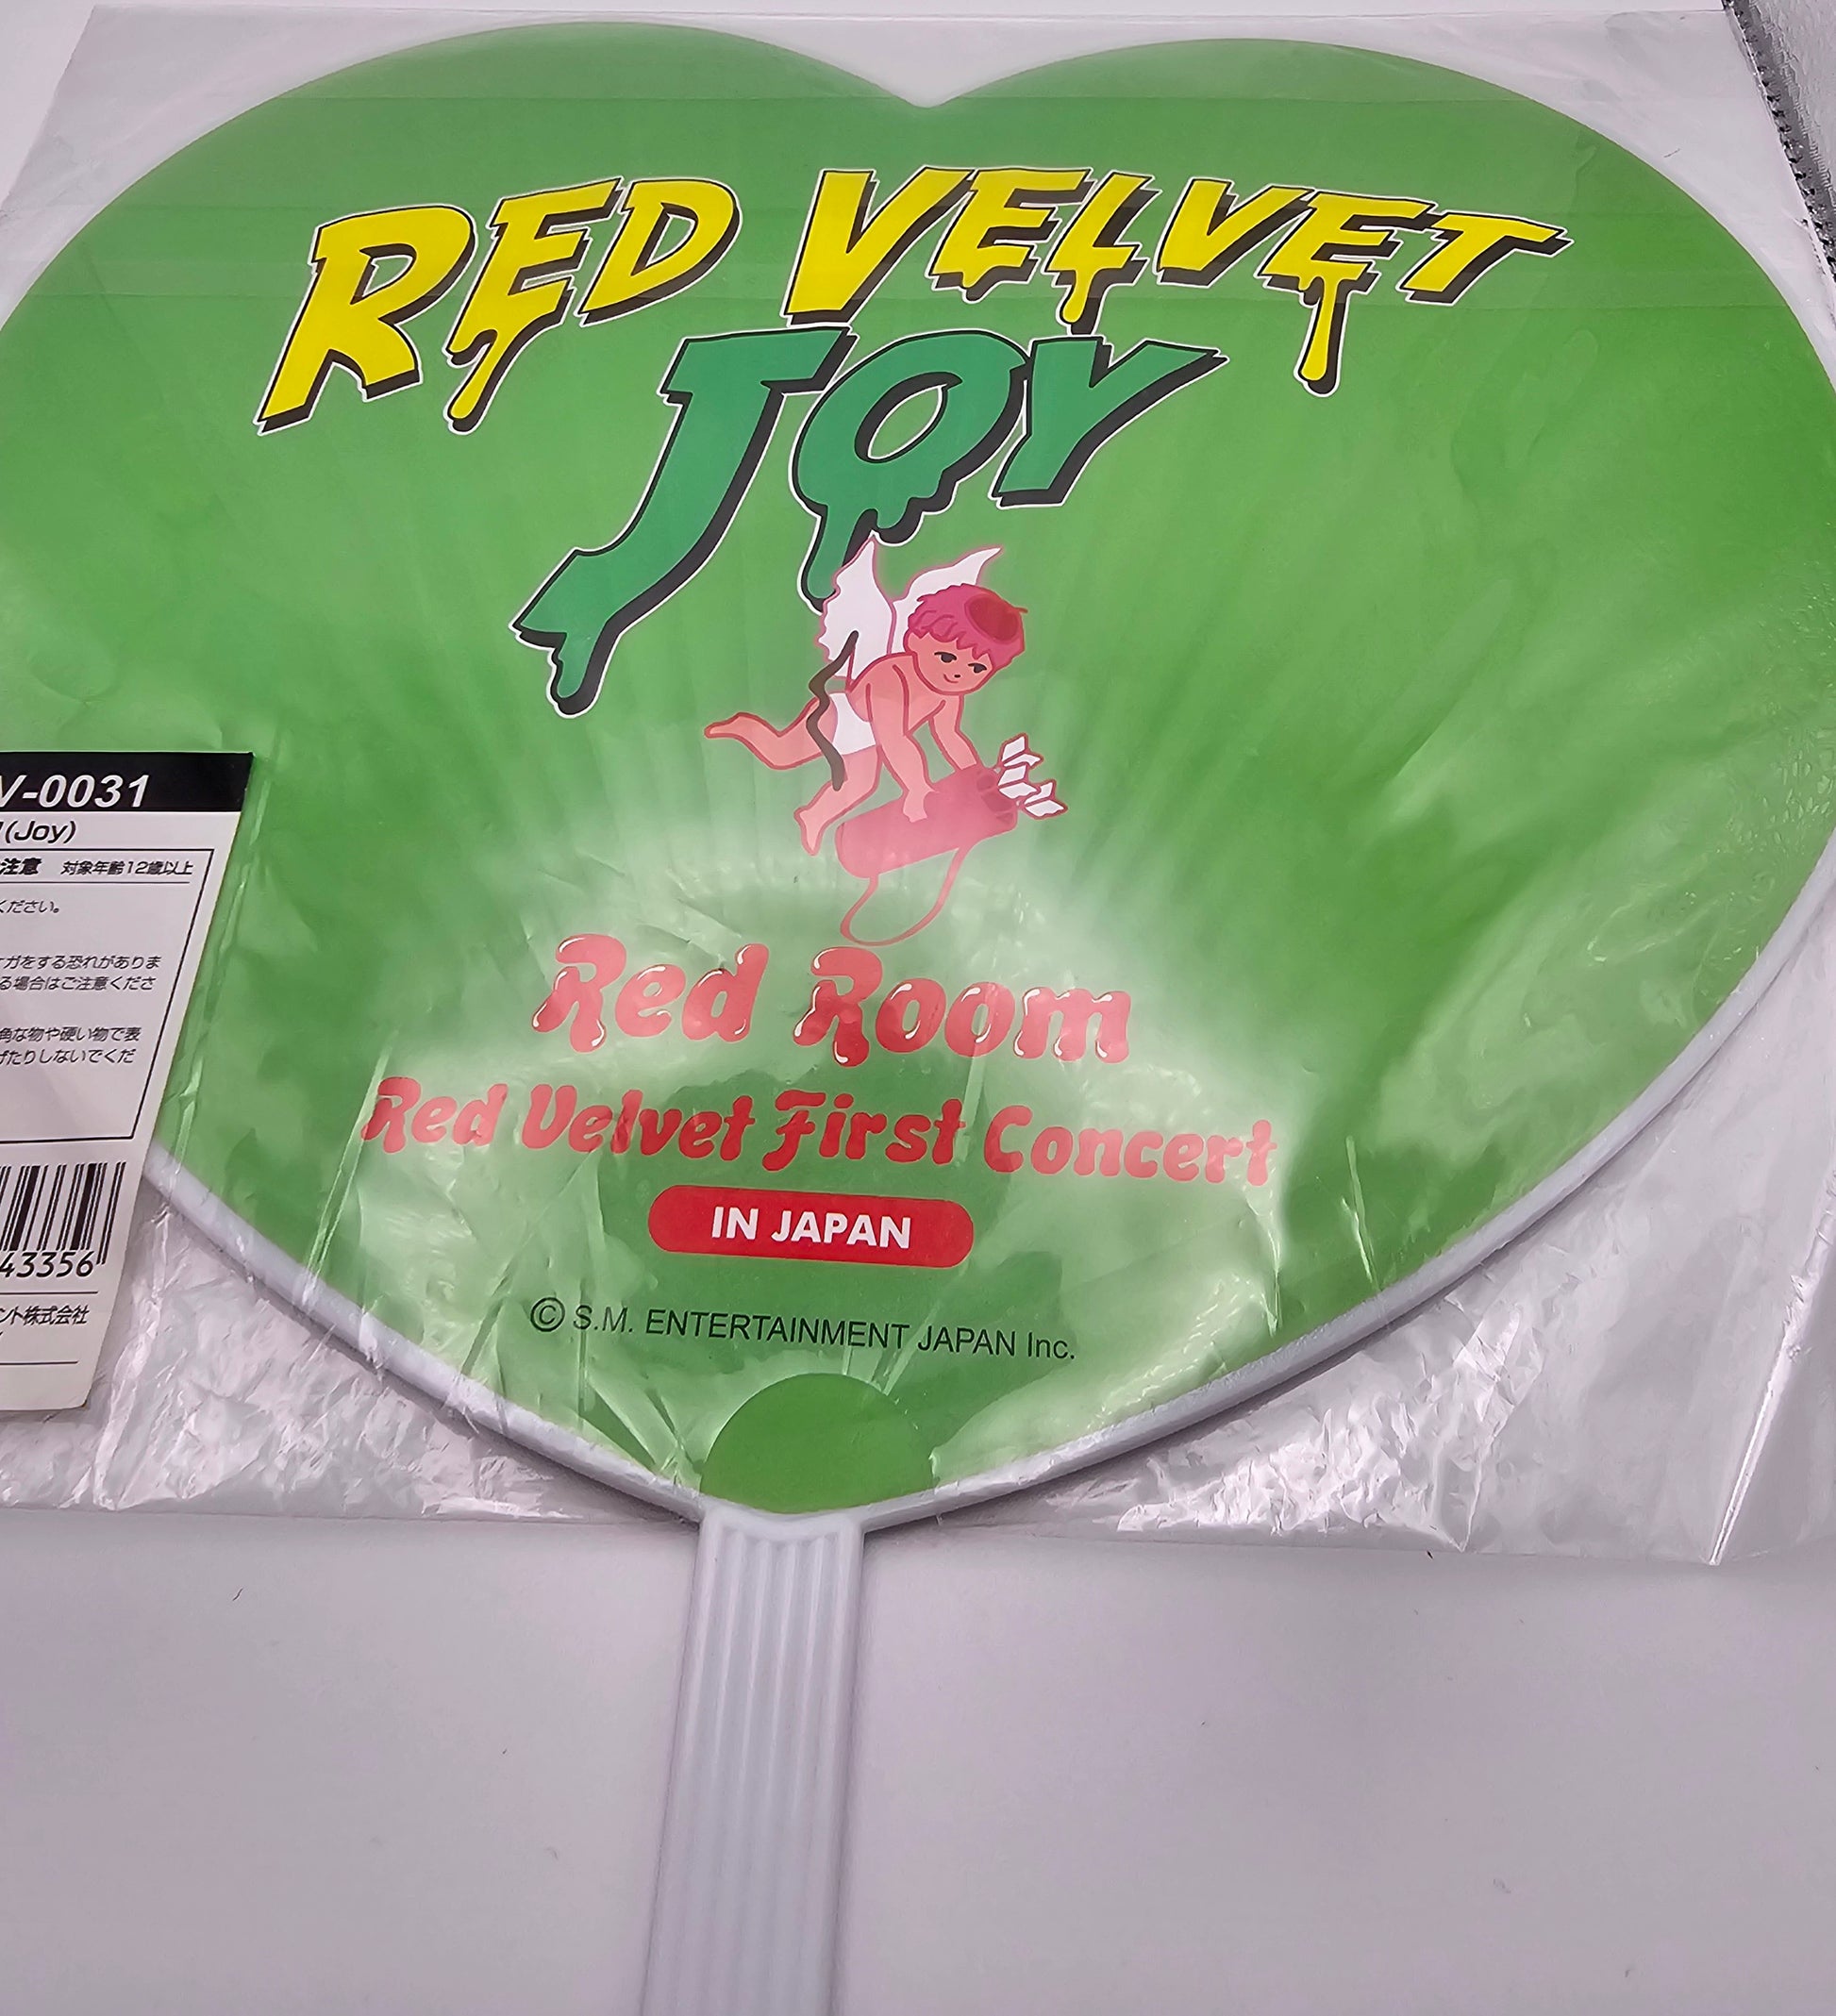 RED VELVET
JOY
Red Room
Red Velvet First Concert
IN JAPAN
© S.M. ENTERTAINMENT JAPAN Inc.
V-0031
(Joy)
注意 対象年齢12歳以上
ください。
ガをする恐れがありま
る場合はご注意くださ
角な物や硬い物で表
げたりしないでくだ
43356
ント株式会社